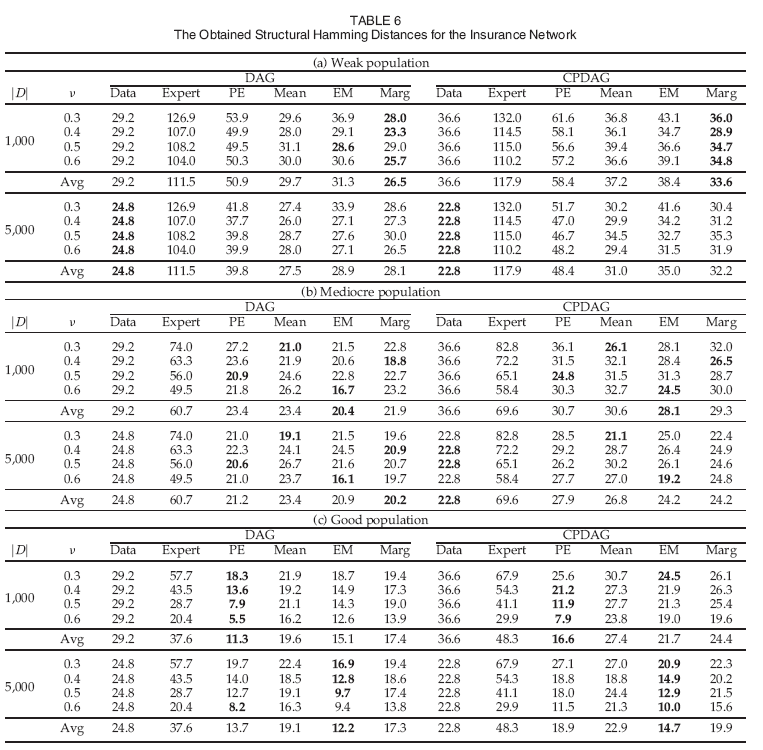 TABLE 6
The Obtained Structural Hamming Distances for the Insurance Network
(a) Weak population
DAG CPDAG
|D| ν Data Expert PE Mean EM Marg Data Expert PE Mean EM Marg
0.3 29.2 126.9 53.9 29.6 36.9 28.0 36.6 132.0 61.6 36.8 43.1 36.0
1,000 0.4 29.2 107.0 49.9 28.0 29.1 23.3 36.6 114.5 58.1 36.1 34.7 28.9
0.5 29.2 108.2 49.5 31.1 28.6 29.0 36.6 115.0 56.6 39.4 36.6 34.7
0.6 29.2 104.0 50.3 30.0 30.6 25.7 36.6 110.2 57.2 36.6 39.1 34.8
Avg 29.2 111.5 50.9 29.7 31.3 26.5 36.6 117.9 58.4 37.2 38.4 33.6
0.3 24.8 126.9 41.8 27.4 33.9 28.6 22.8 132.0 51.7 30.2 41.6 30.4
5,000 0.4 24.8 107.0 37.7 26.0 27.1 27.3 22.8 114.5 47.0 29.9 34.2 31.2
0.5 24.8 108.2 39.8 28.7 27.6 30.0 22.8 115.0 46.7 34.5 32.7 35.3
0.6 24.8 104.0 39.9 28.0 27.1 26.5 22.8 110.2 48.2 29.4 31.5 31.9
Avg 24.8 111.5 39.8 27.5 28.9 28.1 22.8 117.9 48.4 31.0 35.0 32.2
(b) Mediocre population
DAG CPDAG
|D| ν Data Expert PE Mean EM Marg Data Expert PE Mean EM Marg
0.3 29.2 74.0 27.2 21.0 21.5 22.8 36.6 82.8 36.1 26.1 28.1 32.0
1,000 0.4 29.2 63.3 23.6 21.9 20.6 18.8 36.6 72.2 31.5 32.1 28.4 26.5
0.5 29.2 56.0 20.9 24.6 22.8 22.7 36.6 65.1 24.8 31.5 31.3 28.7
0.6 29.2 49.5 21.8 26.2 16.7 23.2 36.6 58.4 30.3 32.7 24.5 30.0
Avg 29.2 60.7 23.4 23.4 20.4 21.9 36.6 69.6 30.7 30.6 28.1 29.3
0.3 24.8 74.0 21.0 19.1 21.5 19.6 22.8 82.8 28.5 21.1 25.0 22.4
5,000 0.4 24.8 63.3 22.3 24.1 24.5 20.9 22.8 72.2 29.2 28.7 26.4 24.9
0.5 24.8 56.0 20.6 26.7 21.6 20.7 22.8 65.1 26.2 30.2 26.1 24.6
0.6 24.8 49.5 21.0 23.7 16.1 19.7 22.8 58.4 27.7 27.0 19.2 24.8
Avg 24.8 60.7 21.2 23.4 20.9 20.2 22.8 69.6 27.9 26.8 24.2 24.2
(c) Good population
DAG CPDAG
|D| ν Data Expert PE Mean EM Marg Data Expert PE Mean EM Marg
0.3 29.2 57.7 18.3 21.9 18.7 19.4 36.6 67.9 25.6 30.7 24.5 26.1
1,000 0.4 29.2 43.5 13.6 19.2 14.9 17.3 36.6 54.3 21.2 27.3 21.9 26.3
0.5 29.2 28.7 7.9 21.1 14.3 19.0 36.6 41.1 11.9 27.7 21.3 25.4
0.6 29.2 20.4 5.5 16.2 12.6 13.9 36.6 29.9 7.9 23.8 19.0 19.6
Avg 29.2 37.6 11.3 19.6 15.1 17.4 36.6 48.3 16.6 27.4 21.7 24.4
0.3 24.8 57.7 19.7 22.4 16.9 19.4 22.8 67.9 27.1 27.0 20.9 22.3
5,000 0.4 24.8 43.5 14.0 18.5 12.8 18.6 22.8 54.3 18.8 18.8 14.9 20.2
0.5 24.8 28.7 12.7 19.1 9.7 17.4 22.8 41.1 18.0 24.4 12.9 21.5
0.6 24.8 20.4 8.2 16.3 9.4 13.8 22.8 29.9 11.5 21.3 10.0 15.6
Avg 24.8 37.6 13.7 19.1 12.2 17.3 22.8 48.3 18.9 22.9 14.7 19.9